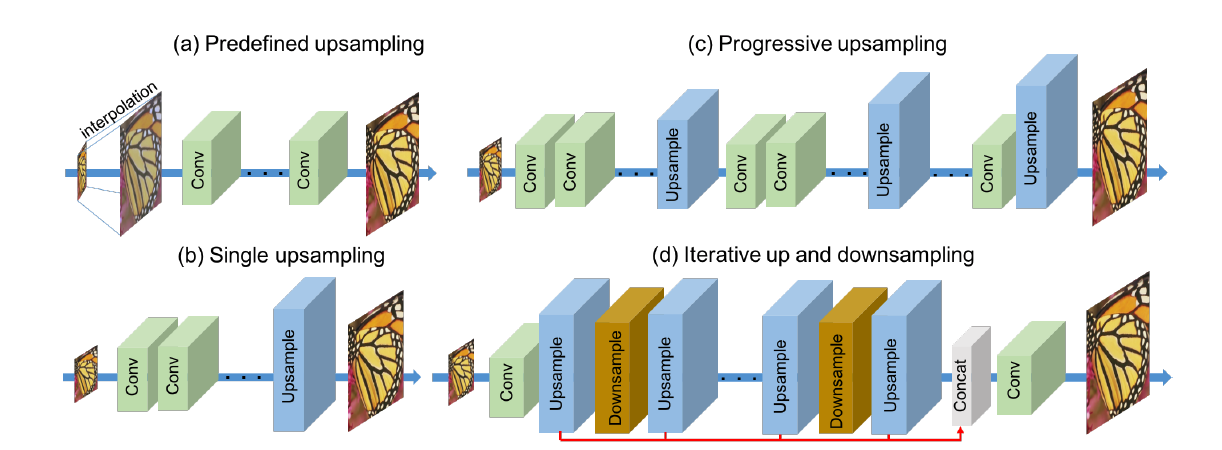 (a) Predefined upsampling
interpolation
Conv
Conv
(b) Single upsampling
Conv
Conv
Upsample
(c) Progressive upsampling
Conv
Conv
Upsample
Conv
Conv
Upsample
Conv
Upsample
(d) Iterative up and downsampling
Conv
Upsample
Downsample
Upsample
Upsample
Downsample
Upsample
Concat
Conv